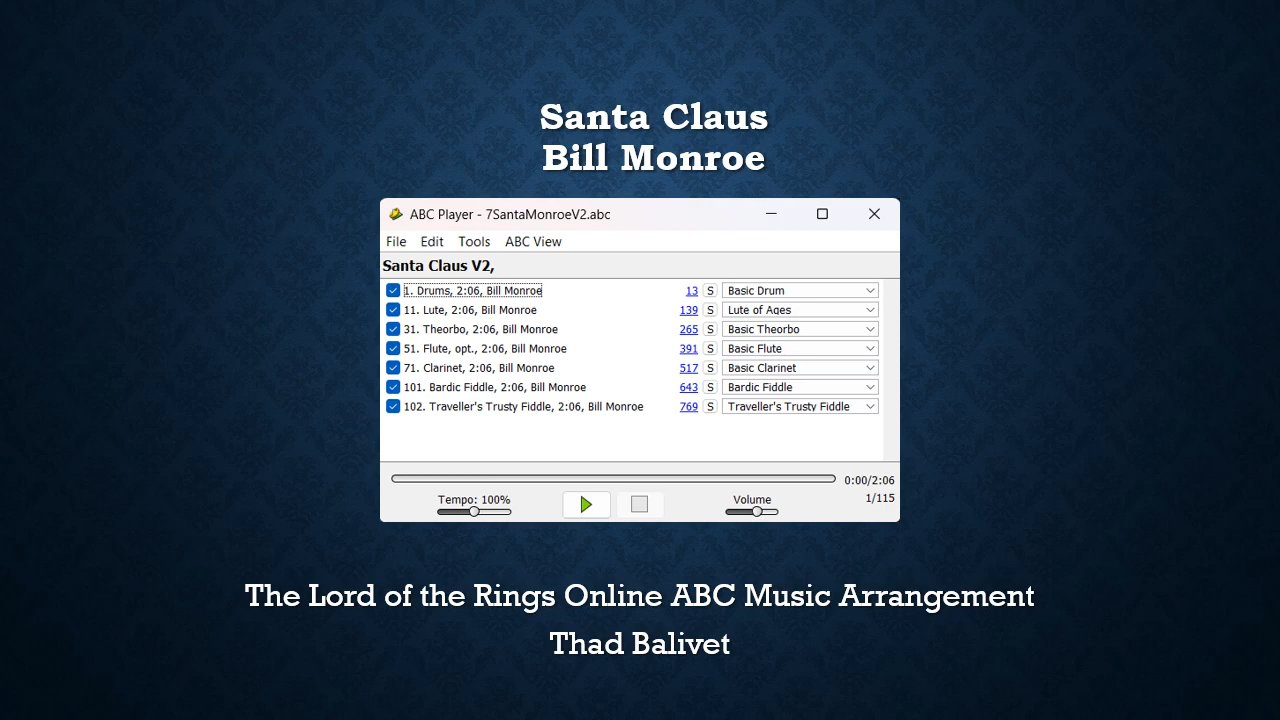 Santa Claus
Bill Monroe
ABC Player - 7SantaMonroeV2.abc
File Edit Tools ABC View
Santa Claus V2,
1. Drums, 2:06, Bill Monroe 13 S Basic Drum
11. Lute, 2:06, Bill Monroe 139 S Lute of Ages
31. Theorbo, 2:06, Bill Monroe 265 S Basic Theorbo
51. Flute, opt., 2:06, Bill Monroe 391 S Basic Flute
71. Clarinet, 2:06, Bill Monroe 517 S Basic Clarinet
101. Bardic Fiddle, 2:06, Bill Monroe 643 S Bardic Fiddle
102. Traveller's Trusty Fiddle, 2:06, Bill Monroe 769 S Traveller's Trusty Fiddle
0:00/2:06
Tempo: 100% Volume 1/115
The Lord of the Rings Online ABC Music Arrangement
Thad Balivet